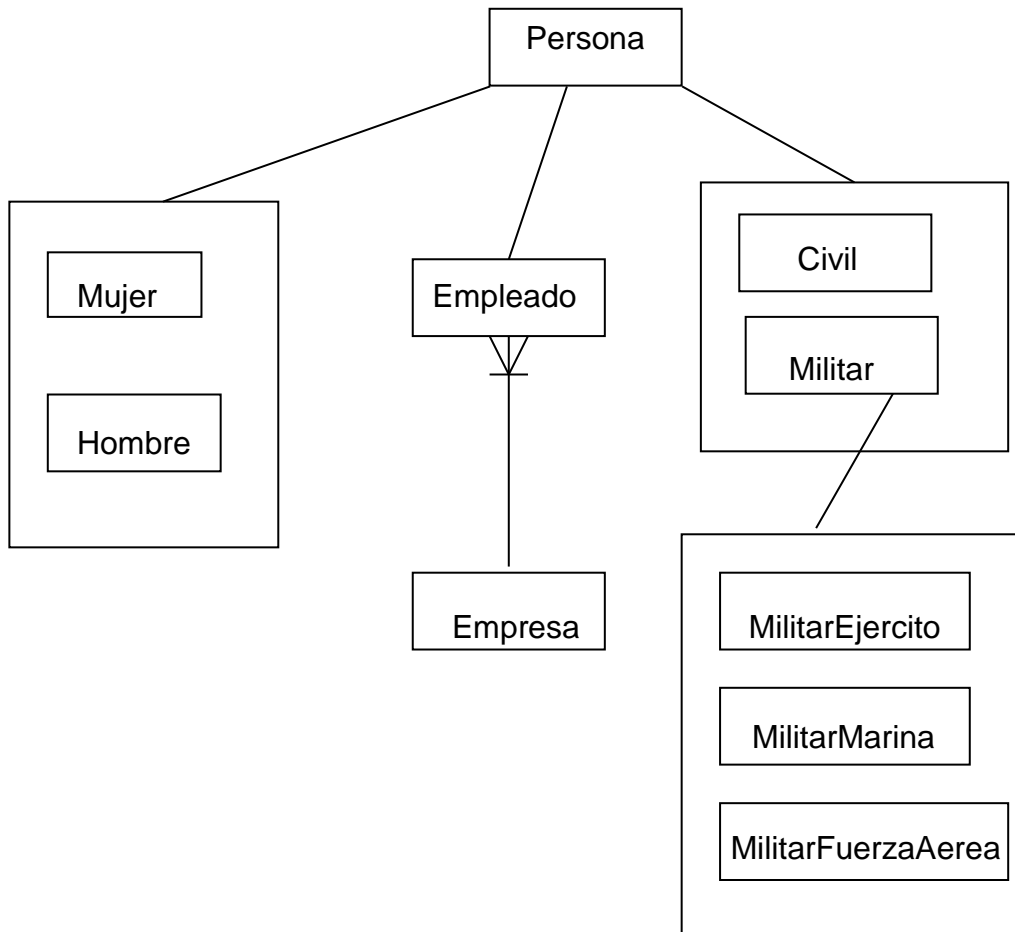 Persona
Mujer
Hombre
Empleado
Empresa
Civil
Militar
MilitarEjercito
MilitarMarina
MilitarFuerzaAerea